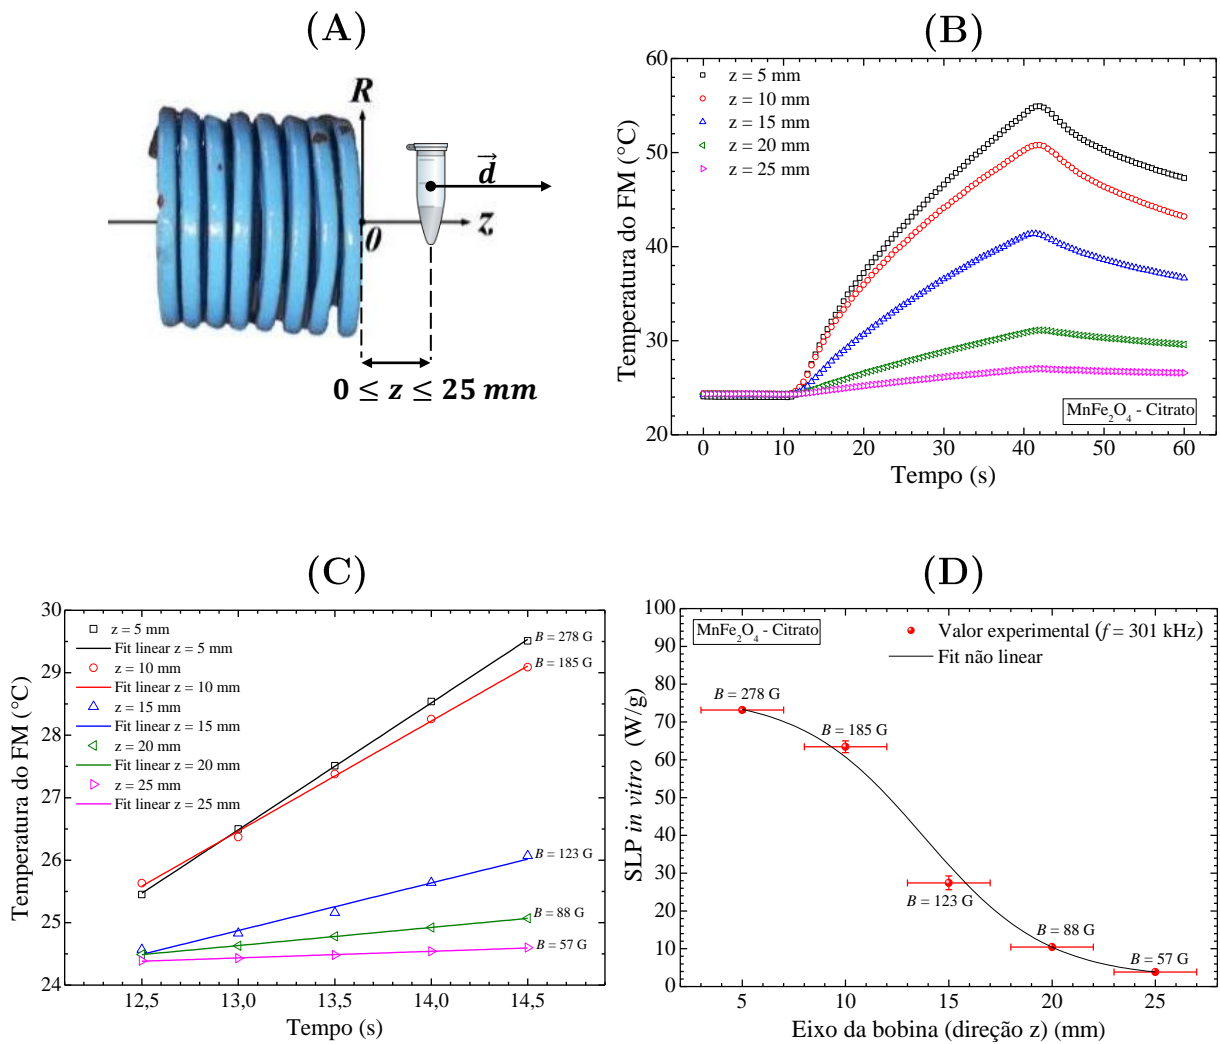 (A)
R
d
0
z
0 ≤ z ≤ 25 mm
(B)
Temperatura do FM (°C)
60
50
40
30
20
z = 5 mm
z = 10 mm
z = 15 mm
z = 20 mm
z = 25 mm
MnFe₂O₄ - Citrato
0 10 20 30 40 50 60
Tempo (s)
(C)
Temperatura do FM (°C)
30
29
28
27
26
25
24
z = 5 mm
Fit linear z = 5 mm
z = 10 mm
Fit linear z = 10 mm
z = 15 mm
Fit linear z = 15 mm
z = 20 mm
Fit linear z = 20 mm
z = 25 mm
Fit linear z = 25 mm
B = 278 G
B = 185 G
B = 123 G
B = 88 G
B = 57 G
12,5 13,0 13,5 14,0 14,5
Tempo (s)
(D)
SLP in vitro (W/g)
100
90
80
70
60
50
40
30
20
10
0
MnFe₂O₄ - Citrato
Valor experimental (f = 301 kHz)
Fit não linear
B = 278 G
B = 185 G
B = 123 G
B = 88 G
B = 57 G
5 10 15 20 25
Eixo da bobina (direção z) (mm)